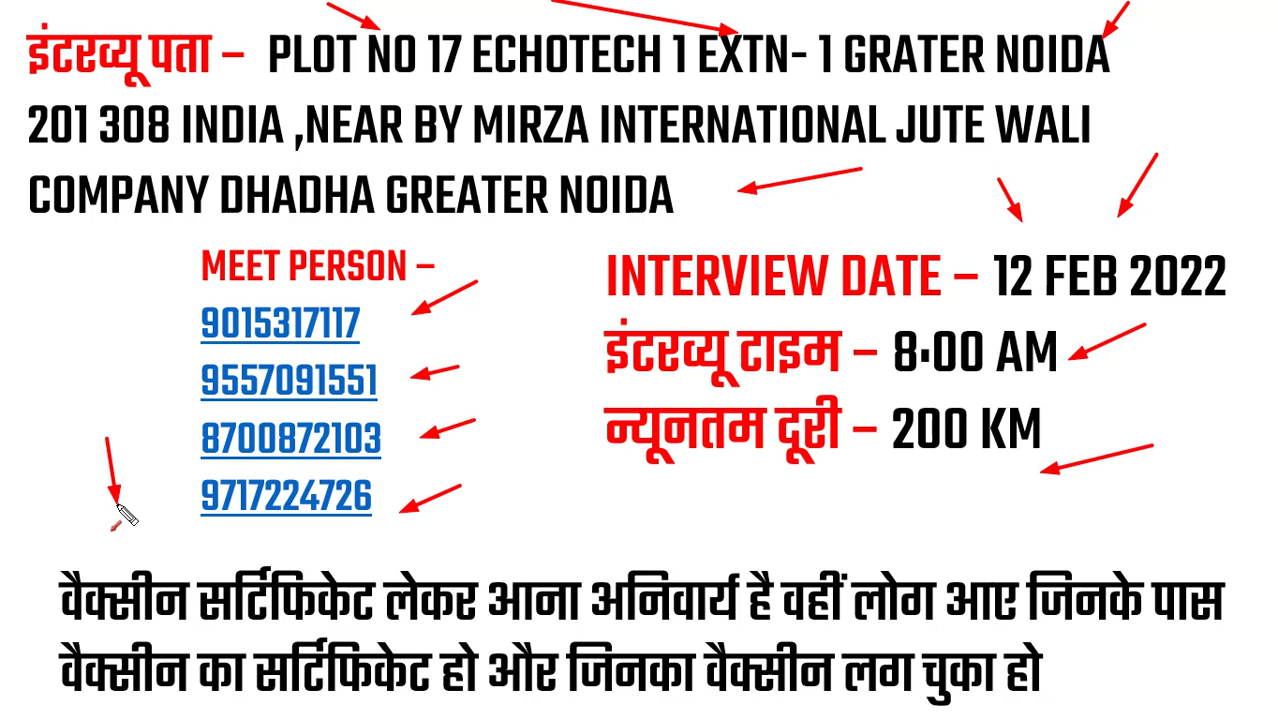 इंटरव्यू पता – PLOT NO 17 ECHOTECH 1 EXTN- 1 GRATER NOIDA
201 308 INDIA ,NEAR BY MIRZA INTERNATIONAL JUTE WALI
COMPANY DHADHA GREATER NOIDA
MEET PERSON –
9015317117
9557091551
8700872103
9717224726
INTERVIEW DATE – 12 FEB 2022
इंटरव्यू टाइम – 8:00 AM
न्यूनतम दूरी – 200 KM
वैक्सीन सर्टिफिकेट लेकर आना अनिवार्य है वहीं लोग आए जिनके पास
वैक्सीन का सर्टिफिकेट हो और जिनका वैक्सीन लग चुका हो